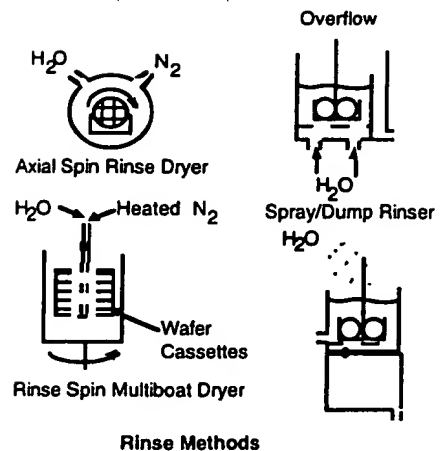 Overflow
H2O
N2
Axial Spin Rinse Dryer
H2O
H2O
Heated N2
Spray/Dump Rinser
H2O
Wafer
Cassettes
Rinse Spin Multiboat Dryer
Rinse Methods